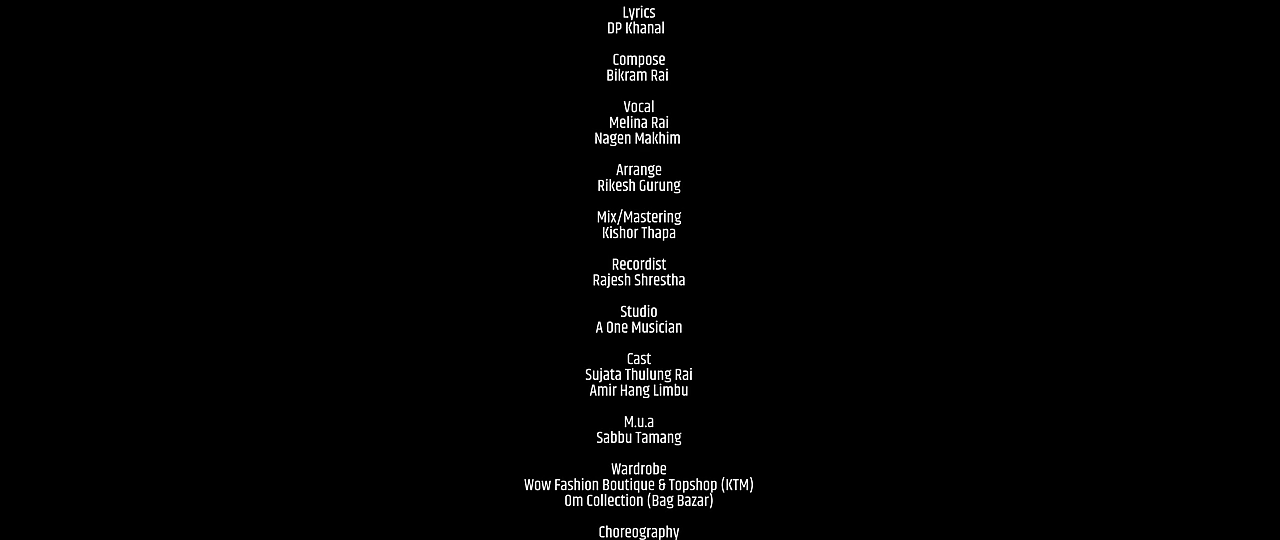 Lyrics
DP Khanal
Compose
Bikram Rai
Vocal
Melina Rai
Nagen Makhim
Arrange
Rikesh Gurung
Mix/Mastering
Kishor Thapa
Recordist
Rajesh Shrestha
Studio
A One Musician
Cast
Sujata Thulung Rai
Amir Hang Limbu
M.u.a
Sabbu Tamang
Wardrobe
Wow Fashion Boutique & Topshop (KTM)
Om Collection (Bag Bazar)
Choreography